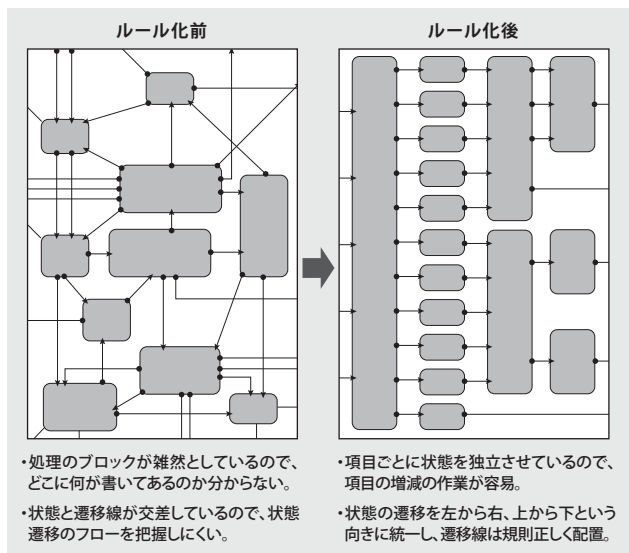 ルール化前
ルール化後
・処理のブロックが雑然としているので、
どこに何が書いてあるのか分からない。
・状態と遷移線が交差しているので、状態
遷移のフローを把握しにくい。
・項目ごとに状態を独立させているので、
項目の増減の作業が容易。
・状態の遷移を左から右、上から下という
向きに統一し、遷移線は規則正しく配置。